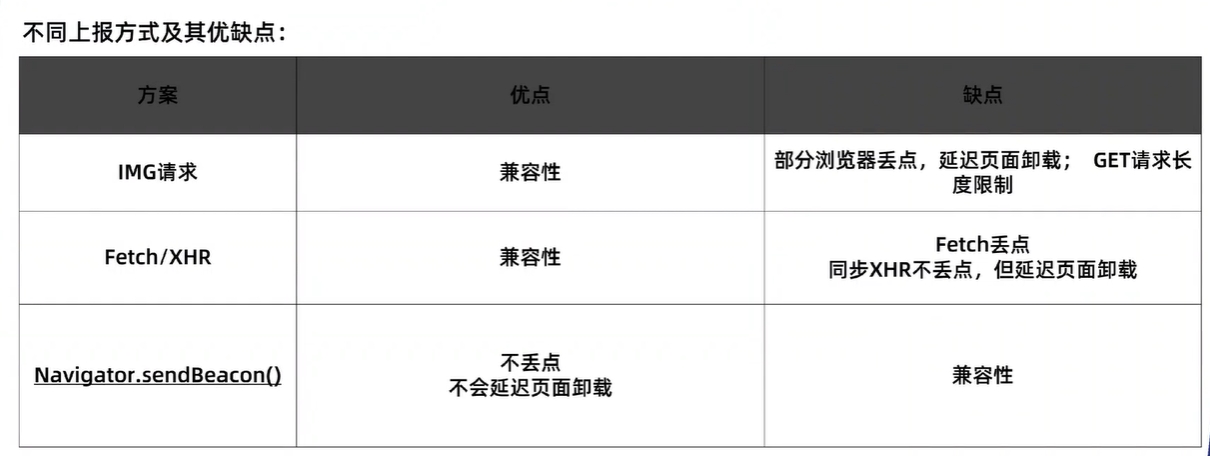 不同上报方式及其优缺点：
方案 优点 缺点
IMG请求 兼容性 部分浏览器丢点，延迟页面卸载； GET请求长
度限制
Fetch/XHR 兼容性 Fetch丢点
同步XHR不丢点，但延迟页面卸载
Navigator.sendBeacon() 不丢点
不会延迟页面卸载
兼容性